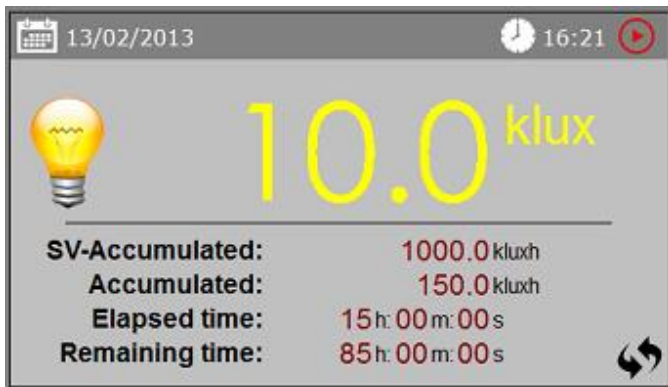 13/02/2013 16:21
10.0 klux
SV-Accumulated: 1000.0 kluxh
Accumulated: 150.0 kluxh
Elapsed time: 15h:00m:00s
Remaining time: 85h:00m:00s